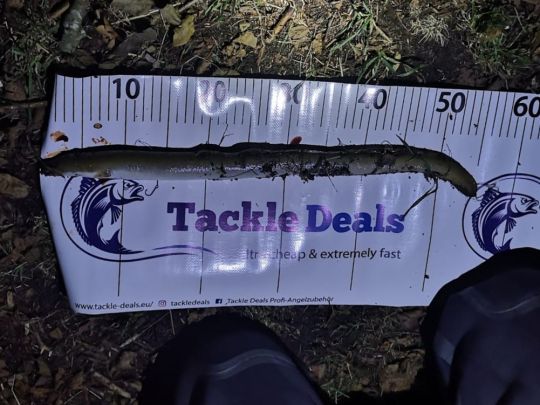 10 20 30 40 50 60
Tackle Deals
ltra cheap & extremely fast
www.tackle-deals.eu/ tackledeals Tackle Deals Profi-Angelzubehör